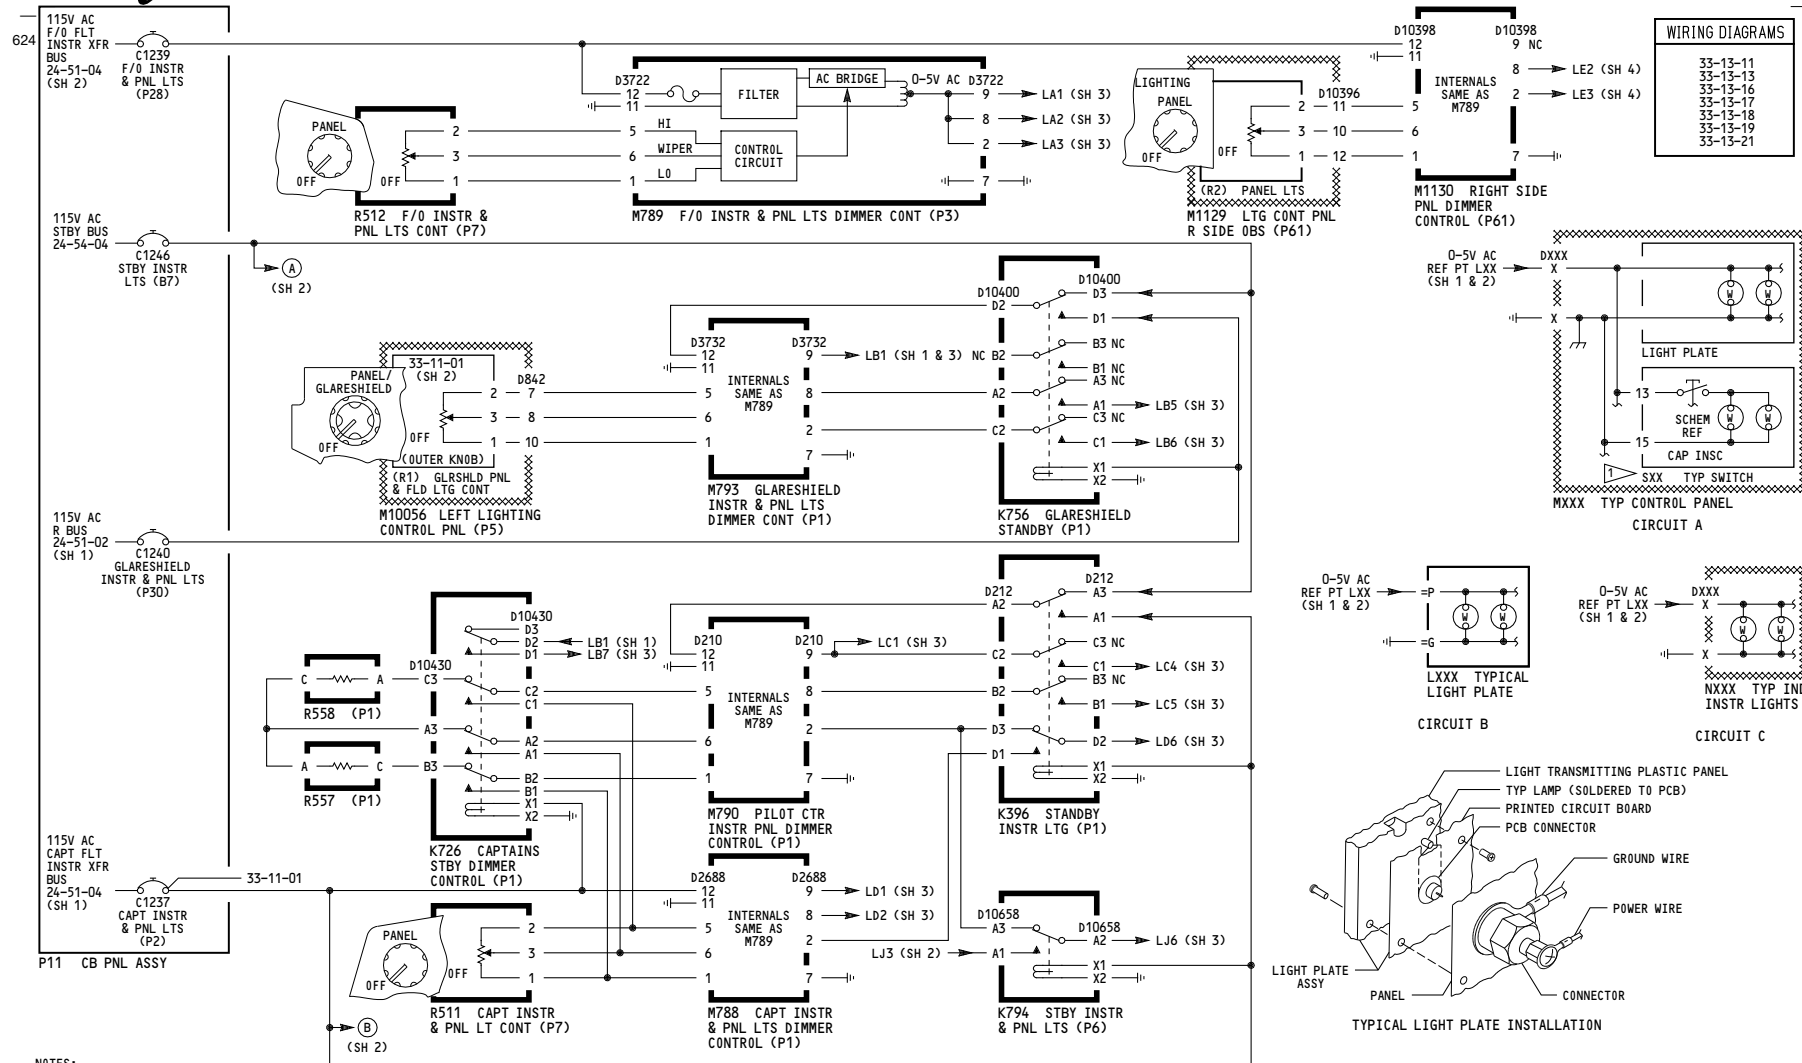 624
115V AC
F/O FLT
INSTR XFR
BUS
24-51-04
(SH 2)
C1239
F/O INSTR
& PNL LTS
(P28)
115V AC
STBY BUS
24-54-04
C1246
STBY INSTR
LTS (B7)
A
(SH 2)
115V AC
R BUS
24-51-02
(SH 1)
C1240
GLARESHIELD
INSTR & PNL LTS
(P30)
115V AC
CAPT FLT
INSTR XFR
BUS
24-51-04
(SH 1)
C1237
CAPT INSTR
& PNL LTS
(P2)
33-11-01
P11 CB PNL ASSY
B
(SH 2)
NOTES:
PANEL
OFF
OFF
2
3
1
R512 F/O INSTR &
PNL LTS CONT (P7)
D3722
12
11
5 HI
6 WIPER
1 LO
FILTER
AC BRIDGE
CONTROL
CIRCUIT
0-5V AC D3722
9 LA1 (SH 3)
8 LA2 (SH 3)
2 LA3 (SH 3)
7
M789 F/O INSTR & PNL LTS DIMMER CONT (P3)
LIGHTING
PANEL
OFF
OFF
D10396
2 11
3 10
1 12
(R2) PANEL LTS
M1129 LTG CONT PNL
R SIDE OBS (P61)
D10398 D10398
12 9 NC
11
8 LE2 (SH 4)
2 LE3 (SH 4)
5
6
1 7
INTERNALS
SAME AS
M789
M1130 RIGHT SIDE
PNL DIMMER
CONTROL (P61)
WIRING DIAGRAMS
33-13-11
33-13-13
33-13-16
33-13-17
33-13-18
33-13-19
33-13-21
PANEL/
GLARESHIELD
OFF
33-11-01
(SH 2)
D842
2 7
3 8
1 10
OFF
(OUTER KNOB)
(R1) GLRSHLD PNL
& FLD LTG CONT
M10056 LEFT LIGHTING
CONTROL PNL (P5)
D3732 D3732
12 9 LB1 (SH 1 & 3)
11
5 8
6 2
1 7
INTERNALS
SAME AS
M789
M793 GLARESHIELD
INSTR & PNL LTS
DIMMER CONT (P1)
D10400 D10400
D2 D3
D1
NC B2 B3 NC
B1 NC
A2 A3 NC
A1 LB5 (SH 3)
C2 C3 NC
C1 LB6 (SH 3)
X1
X2
K756 GLARESHIELD
STANDBY (P1)
D10430
D3
D2 LB1 (SH 1)
D1 LB7 (SH 3)
D10430
C3 C2
C1
A3 A2
A1
B3 B2
B1
X1
X2
K726 CAPTAINS
STBY DIMMER
CONTROL (P1)
C A
R558 (P1)
A C
R557 (P1)
D210 D210
12 9 LC1 (SH 3)
11
5 8
6 2
1 7
INTERNALS
SAME AS
M789
M790 PILOT CTR
INSTR PNL DIMMER
CONTROL (P1)
D212 D212
A2 A3
A1
C2 C3 NC
C1 LC4 (SH 3)
B2 B3 NC
B1 LC5 (SH 3)
D3 D2 LD6 (SH 3)
D1
X1
X2
K396 STANDBY
INSTR LTG (P1)
PANEL
OFF
OFF
2
3
1
R511 CAPT INSTR
& PNL LT CONT (P7)
D2688 D2688
12 9 LD1 (SH 3)
11
5 8 LD2 (SH 3)
6 2
1 7
INTERNALS
SAME AS
M789
M788 CAPT INSTR
& PNL LTS DIMMER
CONTROL (P1)
D10658 D10658
A3 A2 LJ6 (SH 3)
LJ3 (SH 2) A1
X1
X2
K794 STBY INSTR
& PNL LTS (P6)
0-5V AC
REF PT LXX
(SH 1 & 2)
DXXX
X
X
W W
LIGHT PLATE
13
SCHEM
REF
W W
15
CAP INSC
1 SXX TYP SWITCH
MXXX TYP CONTROL PANEL
CIRCUIT A
0-5V AC
REF PT LXX
(SH 1 & 2)
=P
W W
=G
LXXX TYPICAL
LIGHT PLATE
CIRCUIT B
0-5V AC
REF PT LXX
(SH 1 & 2)
DXXX
X
W W
X
NXXX TYP IND
INSTR LIGHTS
CIRCUIT C
LIGHT TRANSMITTING PLASTIC PANEL
TYP LAMP (SOLDERED TO PCB)
PRINTED CIRCUIT BOARD
PCB CONNECTOR
GROUND WIRE
POWER WIRE
LIGHT PLATE
ASSY
PANEL
CONNECTOR
TYPICAL LIGHT PLATE INSTALLATION